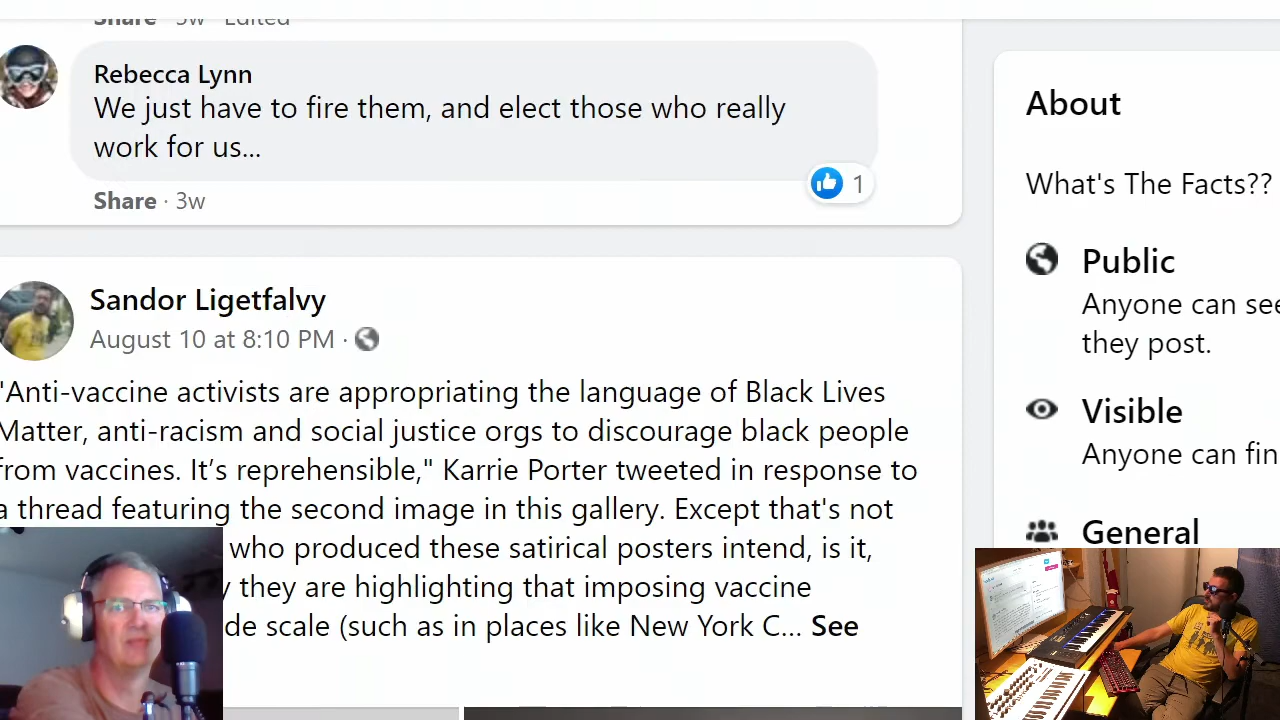 Share · 3w · Edited
Rebecca Lynn
We just have to fire them, and elect those who really
work for us...
1
Share · 3w
Sandor Ligetfalvy
August 10 at 8:10 PM ·
"Anti-vaccine activists are appropriating the language of Black Lives
Matter, anti-racism and social justice orgs to discourage black people
from vaccines. It’s reprehensible," Karrie Porter tweeted in response to
a thread featuring the second image in this gallery. Except that's not
who produced these satirical posters intend, is it,
y they are highlighting that imposing vaccine
de scale (such as in places like New York C... See
About
What's The Facts??
Public
Anyone can see
they post.
Visible
Anyone can fin
General